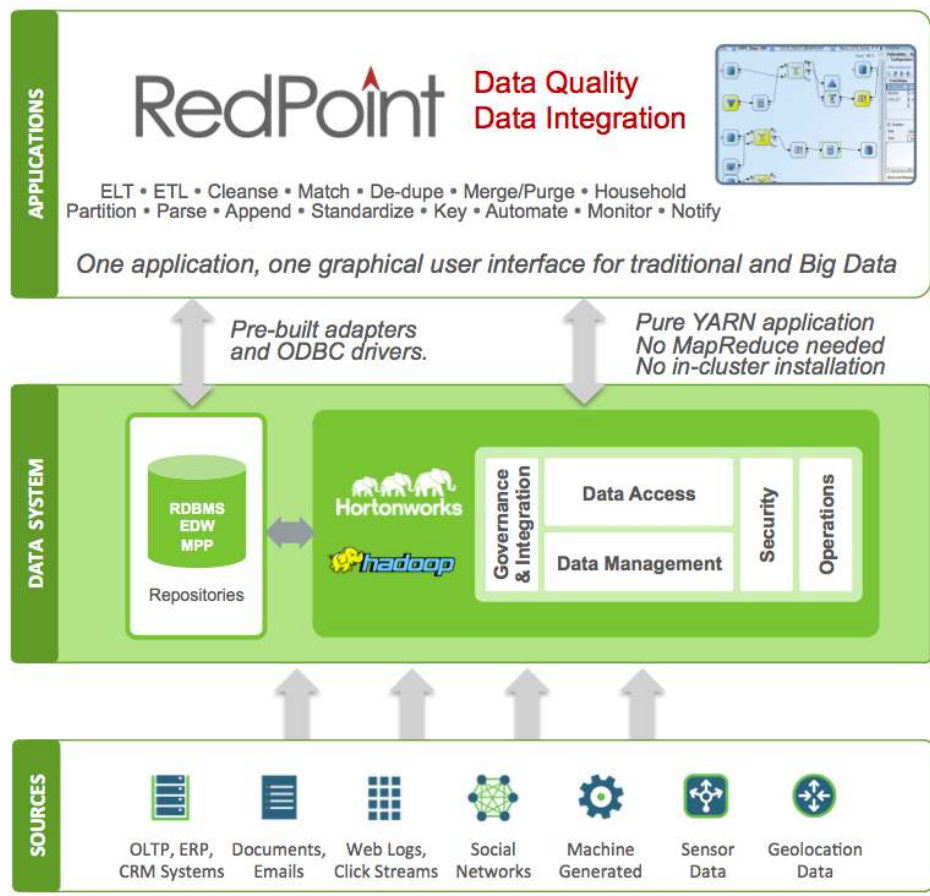 APPLICATIONS
RedPoint
Data Quality
Data Integration
ELT • ETL • Cleanse • Match • De-dupe • Merge/Purge • Household
Partition • Parse • Append • Standardize • Key • Automate • Monitor • Notify
One application, one graphical user interface for traditional and Big Data
Pre-built adapters
and ODBC drivers.
Pure YARN application
No MapReduce needed
No in-cluster installation
DATA SYSTEM
RDBMS
EDW
MPP
Repositories
Hortonworks
hadoop
Governance
& Integration
Data Access
Data Management
Security
Operations
SOURCES
OLTP, ERP,
CRM Systems
Documents,
Emails
Web Logs,
Click Streams
Social
Networks
Machine
Generated
Sensor
Data
Geolocation
Data